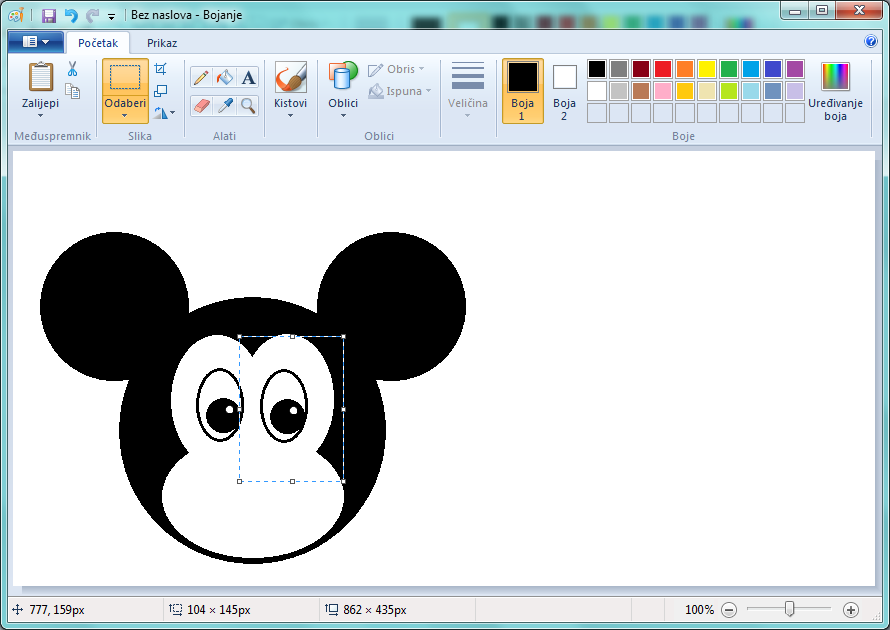 Bez naslova - Bojanje
Početak Prikaz
Zalijepi
Međuspremnik
Odaberi
Slika
A
Alati
Kistovi
Oblici
Obris
Ispuna
Oblici
Veličina
Boja 1
Boja 2
Uređivanje boja
Boje
777, 159px 104 × 145px 862 × 435px 100%